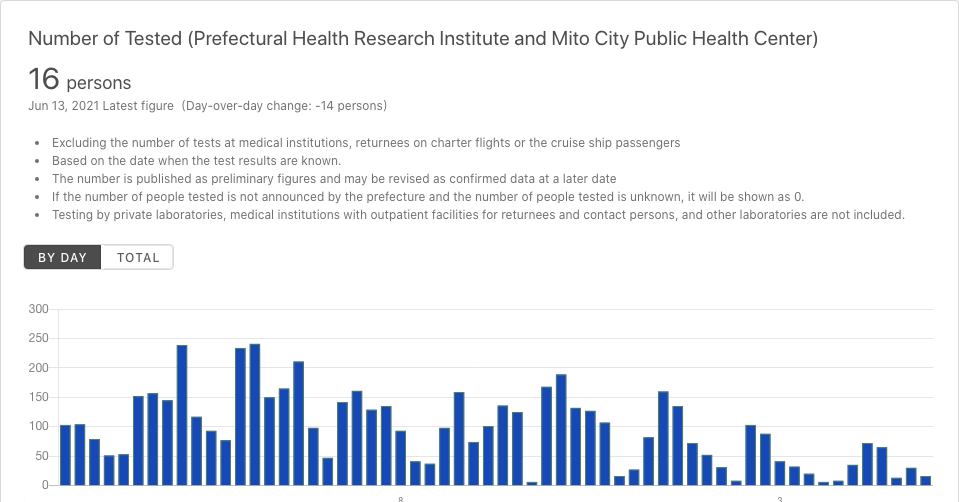 Number of Tested (Prefectural Health Research Institute and Mito City Public Health Center)
16 persons
Jun 13, 2021 Latest figure (Day-over-day change: -14 persons)
• Excluding the number of tests at medical institutions, returnees on charter flights or the cruise ship passengers
• Based on the date when the test results are known.
• The number is published as preliminary figures and may be revised as confirmed data at a later date
• If the number of people tested is not announced by the prefecture and the number of people tested is unknown, it will be shown as 0.
• Testing by private laboratories, medical institutions with outpatient facilities for returnees and contact persons, and other laboratories are not included.
BY DAY TOTAL
300
250
200
150
100
50
0